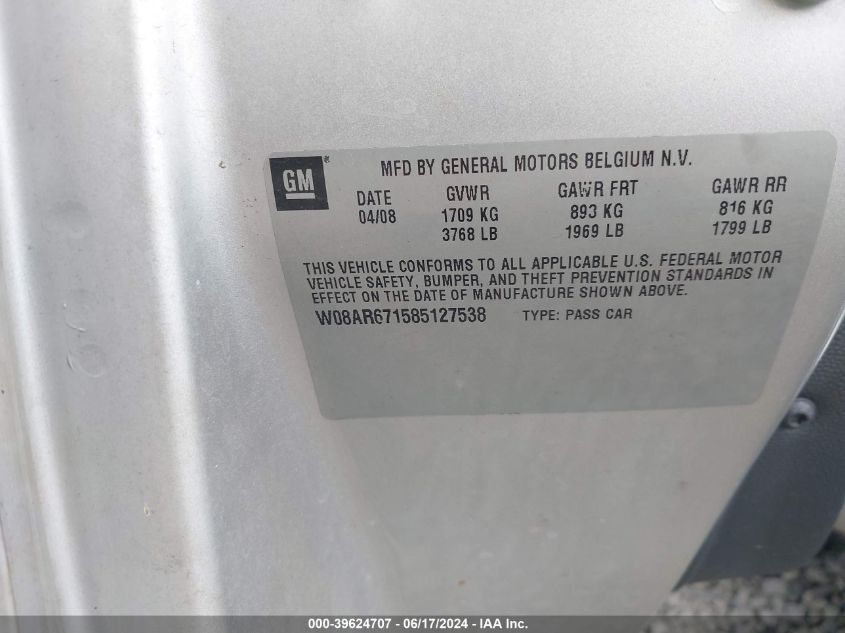 GM®
MFD BY GENERAL MOTORS BELGIUM N.V.
DATE GVWR GAWR FRT GAWR RR
04/08 1709 KG 893 KG 816 KG
3768 LB 1969 LB 1799 LB
THIS VEHICLE CONFORMS TO ALL APPLICABLE U.S. FEDERAL MOTOR
VEHICLE SAFETY, BUMPER, AND THEFT PREVENTION STANDARDS IN
EFFECT ON THE DATE OF MANUFACTURE SHOWN ABOVE.
W08AR671585127538 TYPE: PASS CAR
000-39624707 - 06/17/2024 - IAA Inc.